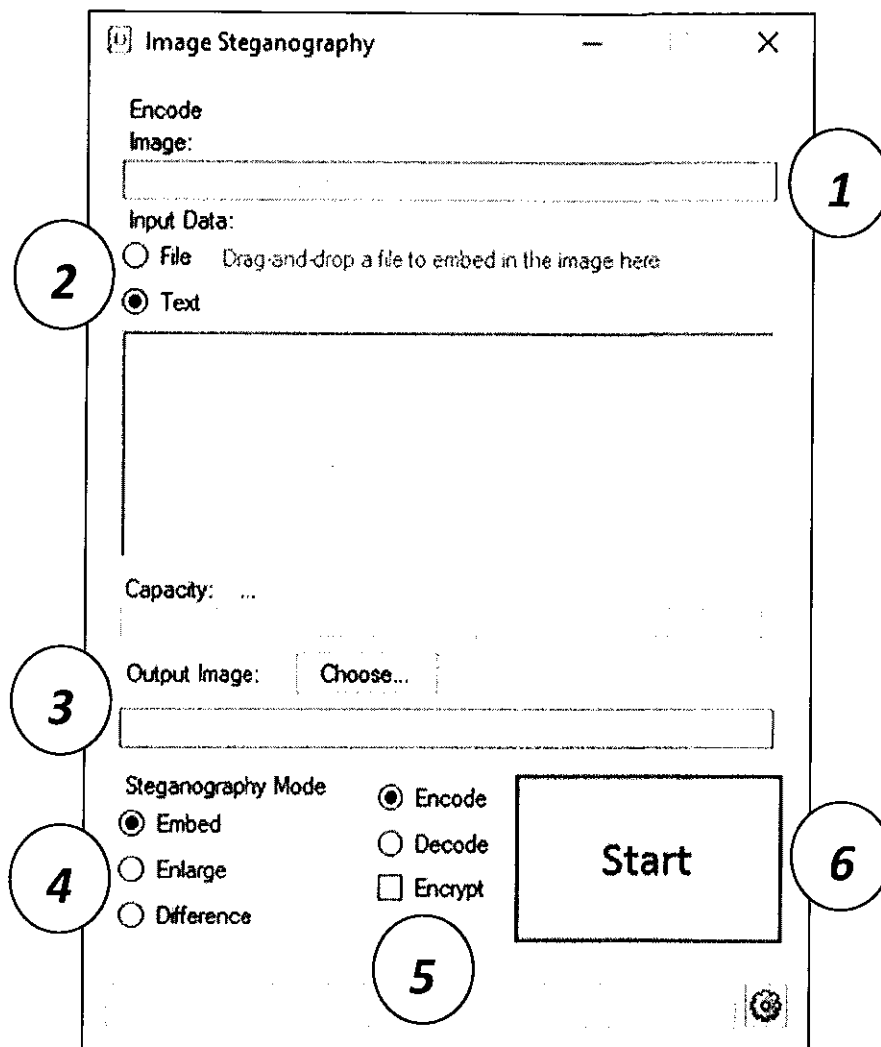 Image Steganography
Encode
Image:
1
Input Data:
2
File Drag-and-drop a file to embed in the image here
Text
Capacity: ...
Output Image: Choose...
3
Steganography Mode
Embed
Enlarge
Difference
4
Encode
Decode
Encrypt
5
Start
6